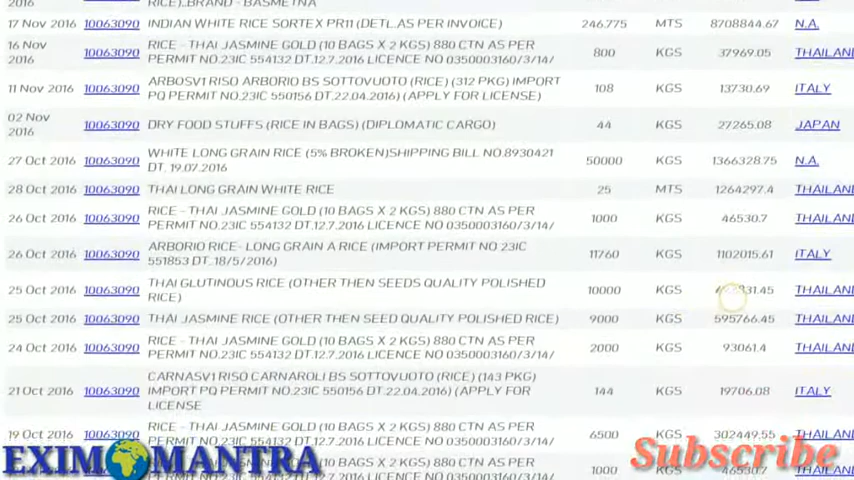 2016 RICE).BRAND - BASMETNA
17 Nov 2016 10063090 INDIAN WHITE RICE SORTEX PR11 (DETL.AS PER INVOICE) 246.775 MTS 8708844.67 N.A.
16 Nov 10063090 RICE - THAI JASMINE GOLD (10 BAGS X 2 KGS) 880 CTN AS PER 800 KGS 37969.05 THAILAND
2016 PERMIT NO.23IC 554132 DT.12.7.2016 LICENCE NO 0350003160/3/14/
11 Nov 2016 10063090 ARBOSV1 RISO ARBORIO BS SOTTOVUOTO (RICE) (312 PKG) IMPORT 108 KGS 13730.69 ITALY
PQ PERMIT NO.23IC 550156 DT.22.04.2016) (APPLY FOR LICENSE)
02 Nov 10063090 DRY FOOD STUFFS (RICE IN BAGS) (DIPLOMATIC CARGO) 44 KGS 27265.08 JAPAN
2016
27 Oct 2016 10063090 WHITE LONG GRAIN RICE (5% BROKEN)SHIPPING BILL NO.8930421 50000 KGS 1366328.75 N.A.
DT. 19.07.2016
28 Oct 2016 10063090 THAI LONG GRAIN WHITE RICE 25 MTS 1264297.4 THAILAND
26 Oct 2016 10063090 RICE - THAI JASMINE GOLD (10 BAGS X 2 KGS) 880 CTN AS PER 1000 KGS 46530.7 THAILAND
PERMIT NO.23IC 554132 DT.12.7.2016 LICENCE NO 0350003160/3/14/
26 Oct 2016 10063090 ARBORIO RICE- LONG GRAIN A RICE (IMPORT PERMIT NO 23IC 11760 KGS 1102015.61 ITALY
551853 DT.18/5/2016)
25 Oct 2016 10063090 THAI GLUTINOUS RICE (OTHER THEN SEEDS QUALITY POLISHED 10000 KGS THAILAND
RICE)
25 Oct 2016 10063090 THAI JASMINE RICE (OTHER THEN SEED QUALITY POLISHED RICE) 9000 KGS 595766.45 THAILAND
24 Oct 2016 10063090 RICE - THAI JASMINE GOLD (10 BAGS X 2 KGS) 880 CTN AS PER 2000 KGS 93061.4 THAILAND
PERMIT NO.23IC 554132 DT.12.7.2016 LICENCE NO 0350003160/3/14/
21 Oct 2016 10063090 CARNASV1 RISO CARNAROLI BS SOTTOVUOTO (RICE) (143 PKG) 144 KGS 19706.08 ITALY
IMPORT PQ PERMIT NO.23IC 550156 DT.22.04.2016) (APPLY FOR
LICENSE
19 Oct 2016 10063090 RICE - THAI JASMINE GOLD (10 BAGS X 2 KGS) 880 CTN AS PER 6500 KGS 302449.55 THAILAND
PERMIT NO.23IC 554132 DT.12.7.2016 LICENCE NO 0350003160/3/14/
GOLD (10 BAGS X 2 KGS) 880 CTN AS PER 1000 KGS 46530.7 THAILAND
554132 DT.12.7.2016 LICENCE NO 0350003160/3/14/
EXIM MANTRA
Subscribe